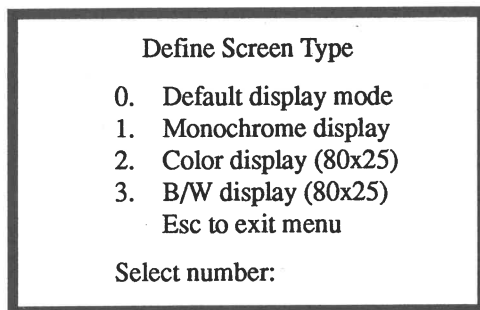 Define Screen Type
0. Default display mode
1. Monochrome display
2. Color display (80x25)
3. B/W display (80x25)
Esc to exit menu
Select number: